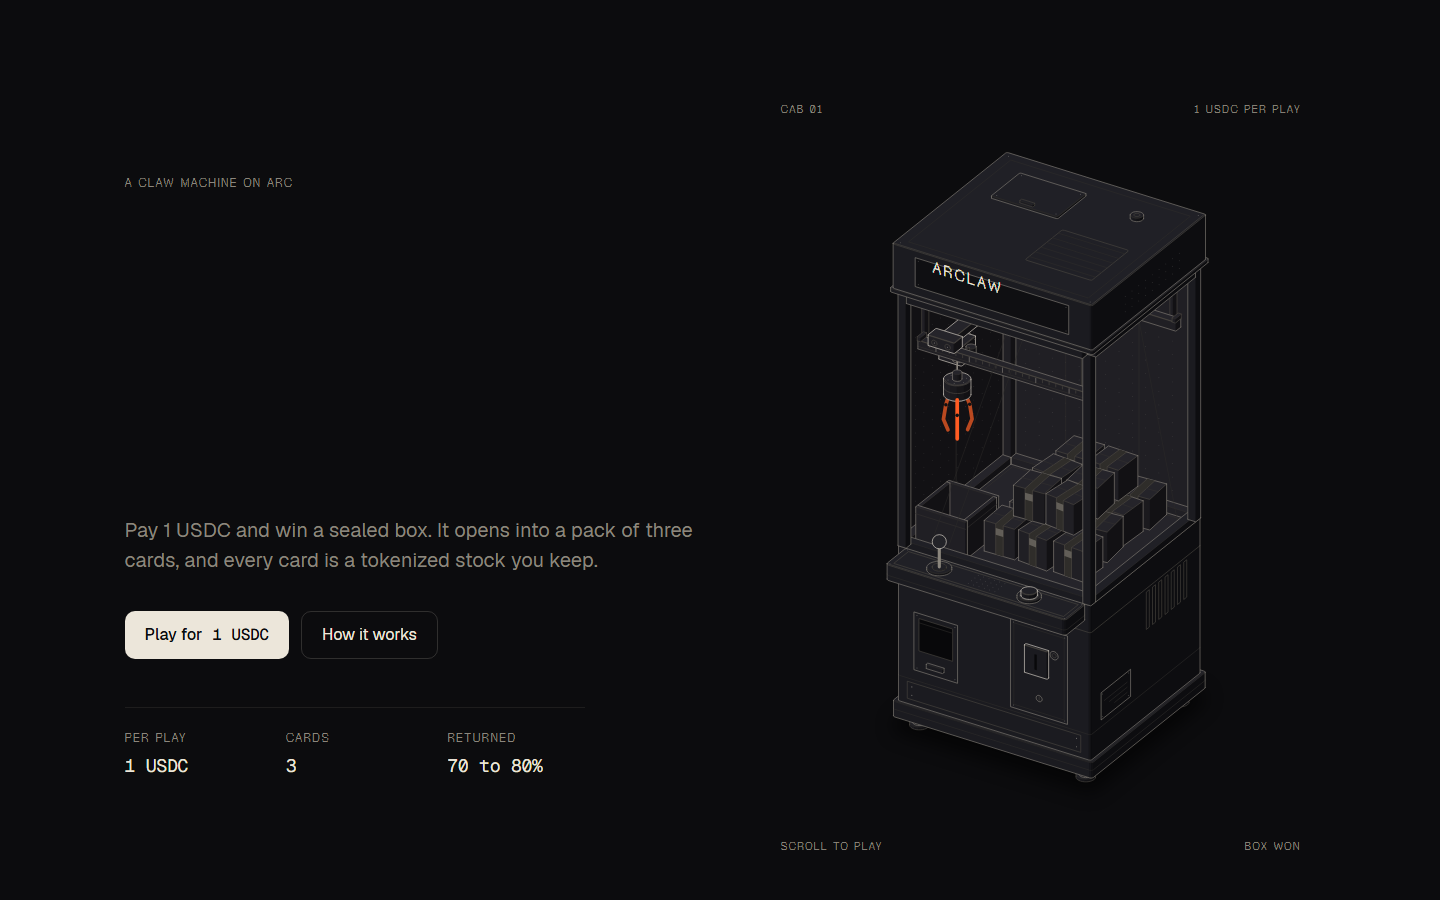 CAB 01
1 USDC PER PLAY
A CLAW MACHINE ON ARC
ARCLAW
Pay 1 USDC and win a sealed box. It opens into a pack of three
cards, and every card is a tokenized stock you keep.
Play for 1 USDC
How it works
PER PLAY
CARDS
RETURNED
1 USDC
3
70 to 80%
SCROLL TO PLAY
BOX WON